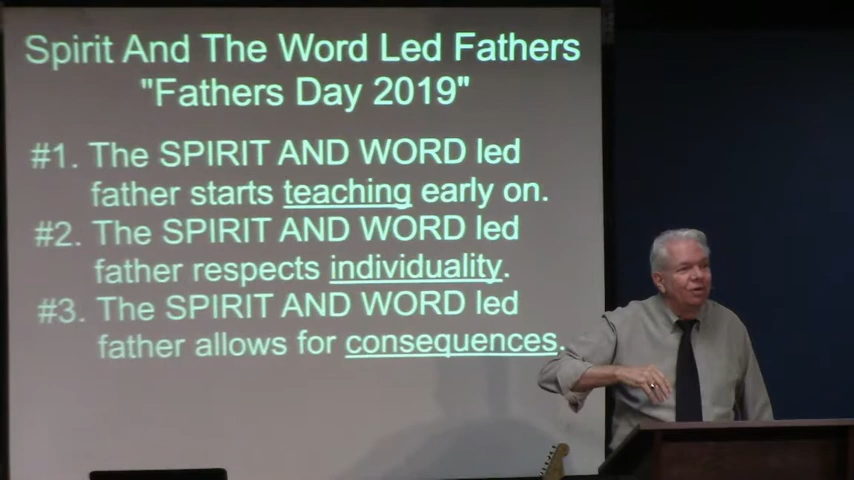 Spirit And The Word Led Fathers
"Fathers Day 2019"
#1. The SPIRIT AND WORD led
father starts teaching early on.
#2. The SPIRIT AND WORD led
father respects individuality.
#3. The SPIRIT AND WORD led
father allows for consequences.